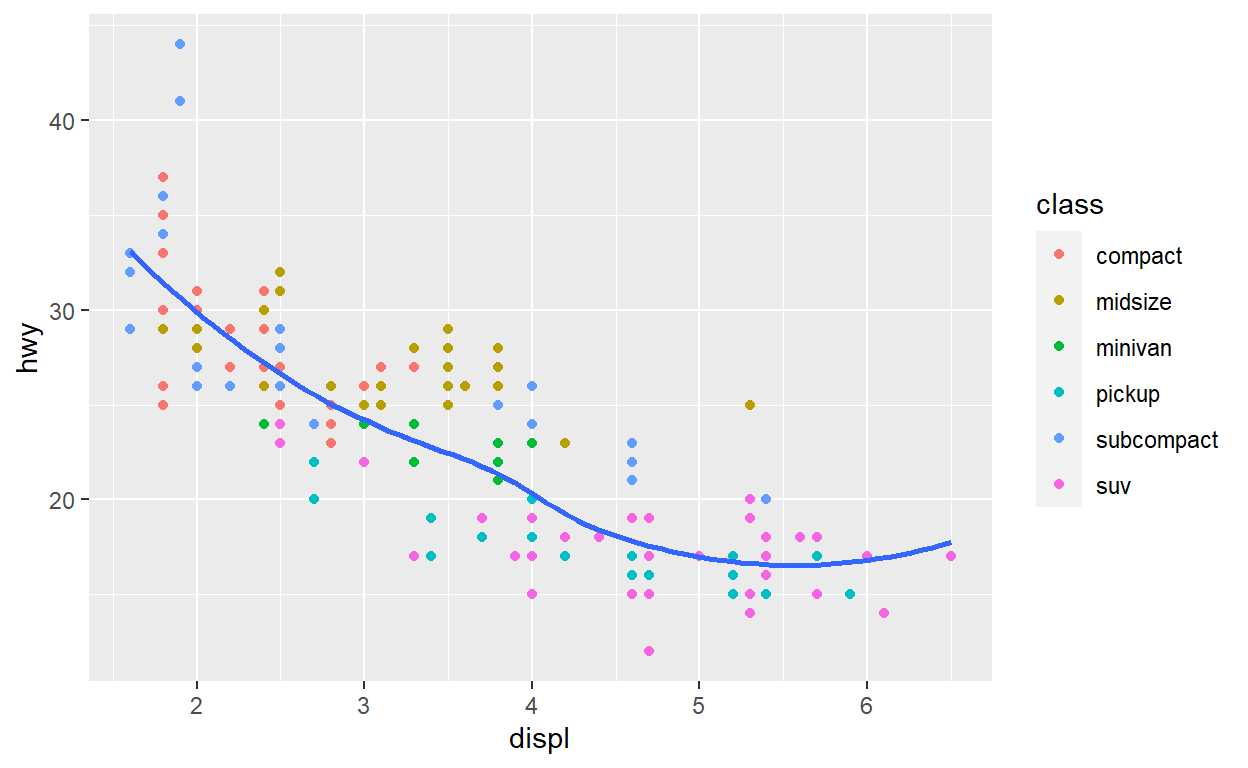 class
compact
midsize
minivan
pickup
subcompact
suv
hwy
40
30
20
2 3 4 5 6
displ